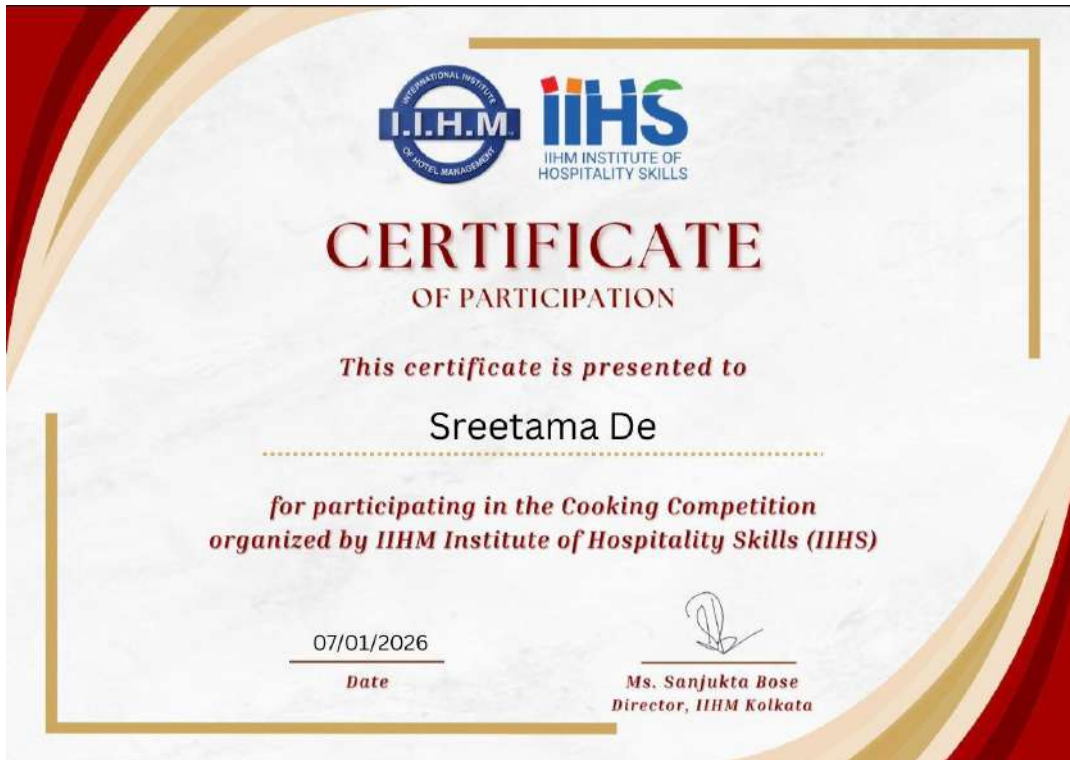 INTERNATIONAL INSTITUTE
I.I.H.M
OF HOTEL MANAGEMENT
IIHS
IIHM INSTITUTE OF
HOSPITALITY SKILLS
CERTIFICATE
OF PARTICIPATION
This certificate is presented to
Sreetama De
for participating in the Cooking Competition
organized by IIHM Institute of Hospitality Skills (IIHS)
07/01/2026
Date
Ms. Sanjukta Bose
Director, IIHM Kolkata